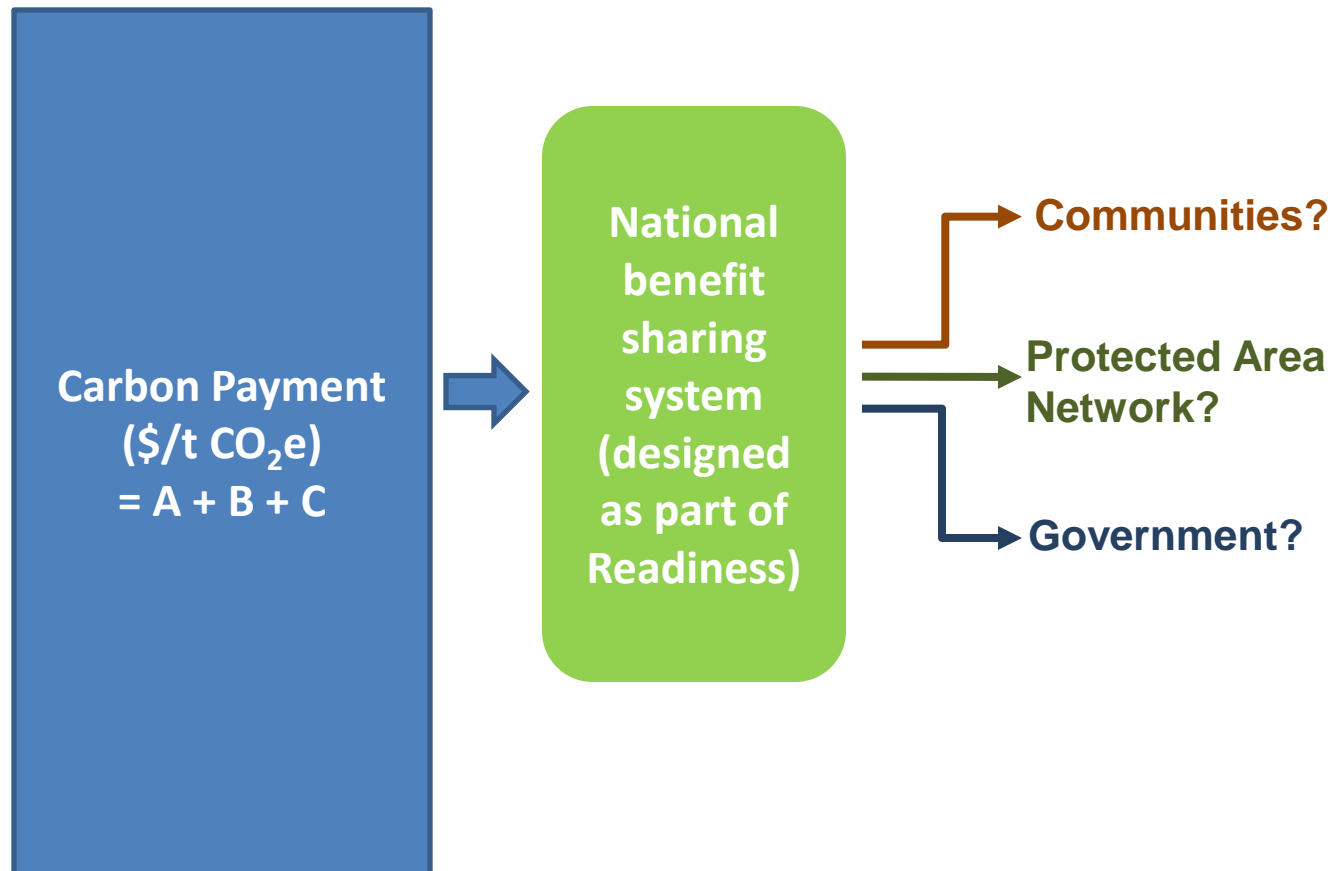 Carbon Payment
($/t CO₂e)
= A + B + C
National
benefit
sharing
system
(designed
as part of
Readiness)
Communities?
Protected Area
Network?
Government?